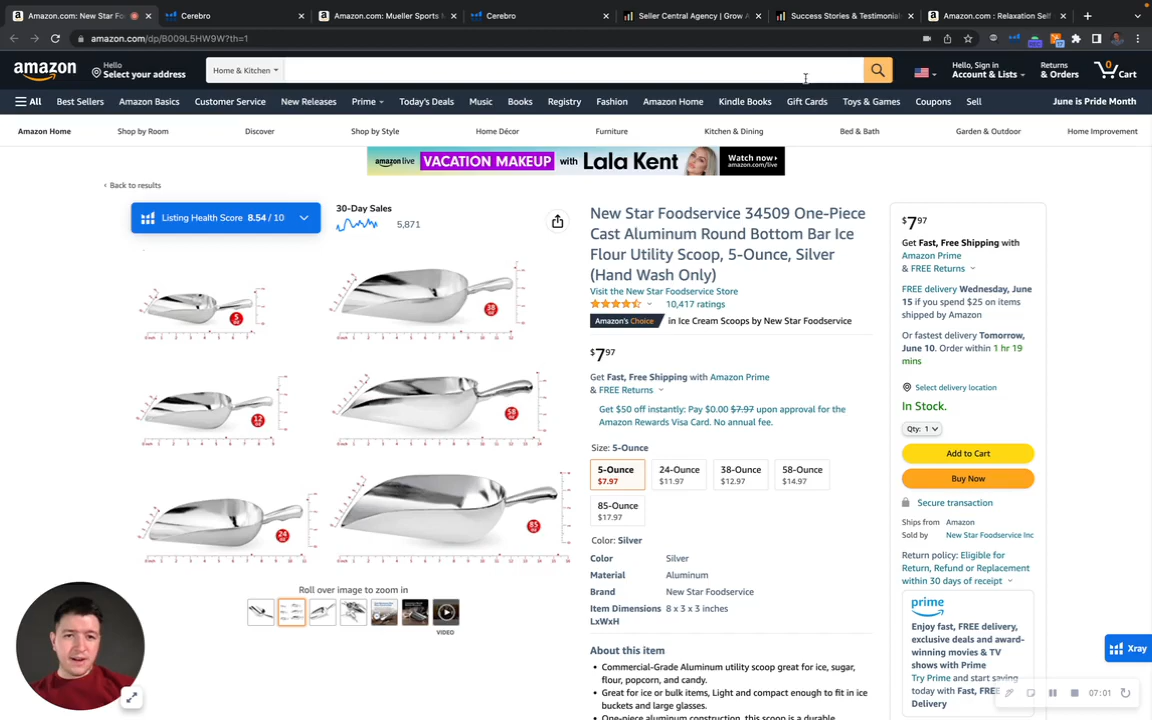 Amazon.com: New Star Fo
Cerebro
Amazon.com: Mueller Sports M
Cerebro
Seller Central Agency | Grow A
Success Stories & Testimonial
Amazon.com : Relaxation Self
amazon.com/dp/B009L5HW9W?th=1
amazon
Hello
Select your address
Home & Kitchen
Hello, Sign in
Account & Lists
Returns
& Orders
0
Cart
All
Best Sellers
Amazon Basics
Customer Service
New Releases
Prime
Today's Deals
Music
Books
Registry
Fashion
Amazon Home
Kindle Books
Gift Cards
Toys & Games
Coupons
Sell
June is Pride Month
Amazon Home
Shop by Room
Discover
Shop by Style
Home Décor
Furniture
Kitchen & Dining
Bed & Bath
Garden & Outdoor
Home Improvement
amazon live VACATION MAKEUP with Lala Kent
Watch now›
amazon.com/live
‹ Back to results
Listing Health Score 8.54 / 10
30-Day Sales
5,871
5 oz
38 oz
12 oz
58 oz
24 oz
85 oz
Roll over image to zoom in
VIDEO
New Star Foodservice 34509 One-Piece
Cast Aluminum Round Bottom Bar Ice
Flour Utility Scoop, 5-Ounce, Silver
(Hand Wash Only)
Visit the New Star Foodservice Store
10,417 ratings
Amazon's Choice in Ice Cream Scoops by New Star Foodservice
$7.97
Get Fast, Free Shipping with Amazon Prime
& FREE Returns
Get $50 off instantly: Pay $0.00 $7.97 upon approval for the
Amazon Rewards Visa Card. No annual fee.
Size: 5-Ounce
5-Ounce
$7.97
24-Ounce
$11.97
38-Ounce
$12.97
58-Ounce
$14.97
85-Ounce
$17.97
Color: Silver
Color Silver
Material Aluminum
Brand New Star Foodservice
Item Dimensions 8 x 3 x 3 inches
LxWxH
About this item
• Commercial-Grade Aluminum utility scoop great for ice, sugar,
flour, popcorn, and candy.
• Great for ice or bulk items, Light and compact enough to fit in ice
buckets and large glasses.
• One-piece aluminum construction, this scoop is a durable
$7.97
Get Fast, Free Shipping with
Amazon Prime
& FREE Returns
FREE delivery Wednesday, June
15 if you spend $25 on items
shipped by Amazon
Or fastest delivery Tomorrow,
June 10. Order within 1 hr 19
mins
Select delivery location
In Stock.
Qty: 1
Add to Cart
Buy Now
Secure transaction
Ships from Amazon
Sold by New Star Foodservice Inc
Return policy: Eligible for
Return, Refund or Replacement
within 30 days of receipt
prime
Enjoy fast, FREE delivery,
exclusive deals and award-
winning movies & TV
shows with Prime
Try Prime and start saving
today with Fast, FREE
Delivery
Xray
07:01